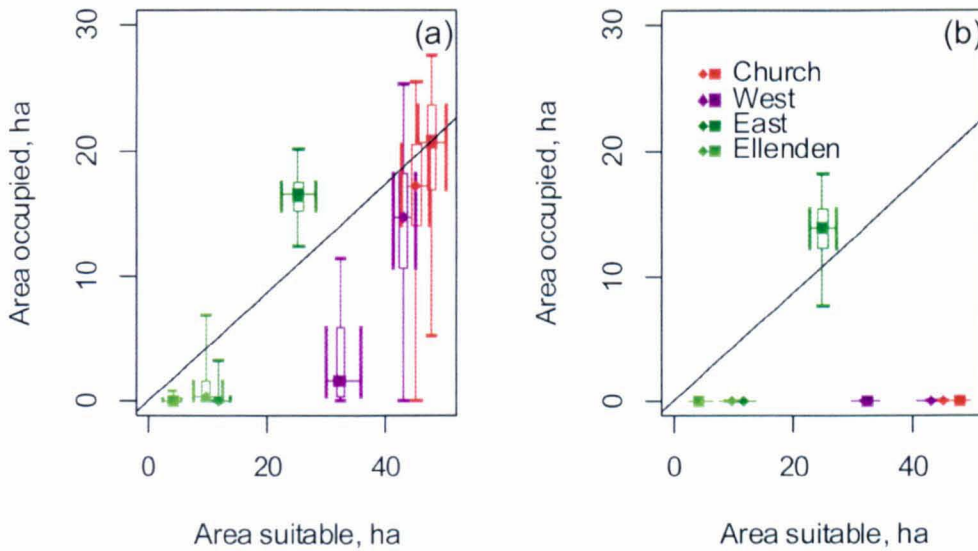 (a)
30
20
10
0
0 20 40
Area occupied, ha
Area suitable, ha
(b)
30
20
10
0
0 20 40
Area occupied, ha
Area suitable, ha
Church
West
East
Ellenden